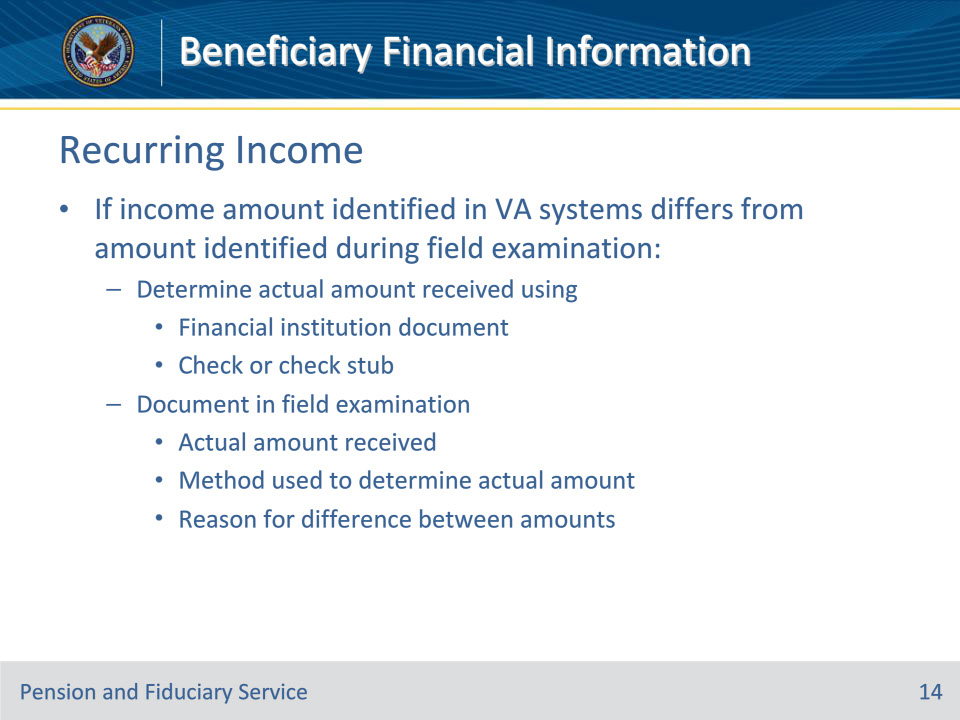 Beneficiary Financial Information
Recurring Income
• If income amount identified in VA systems differs from
amount identified during field examination:
– Determine actual amount received using
• Financial institution document
• Check or check stub
– Document in field examination
• Actual amount received
• Method used to determine actual amount
• Reason for difference between amounts
Pension and Fiduciary Service
14